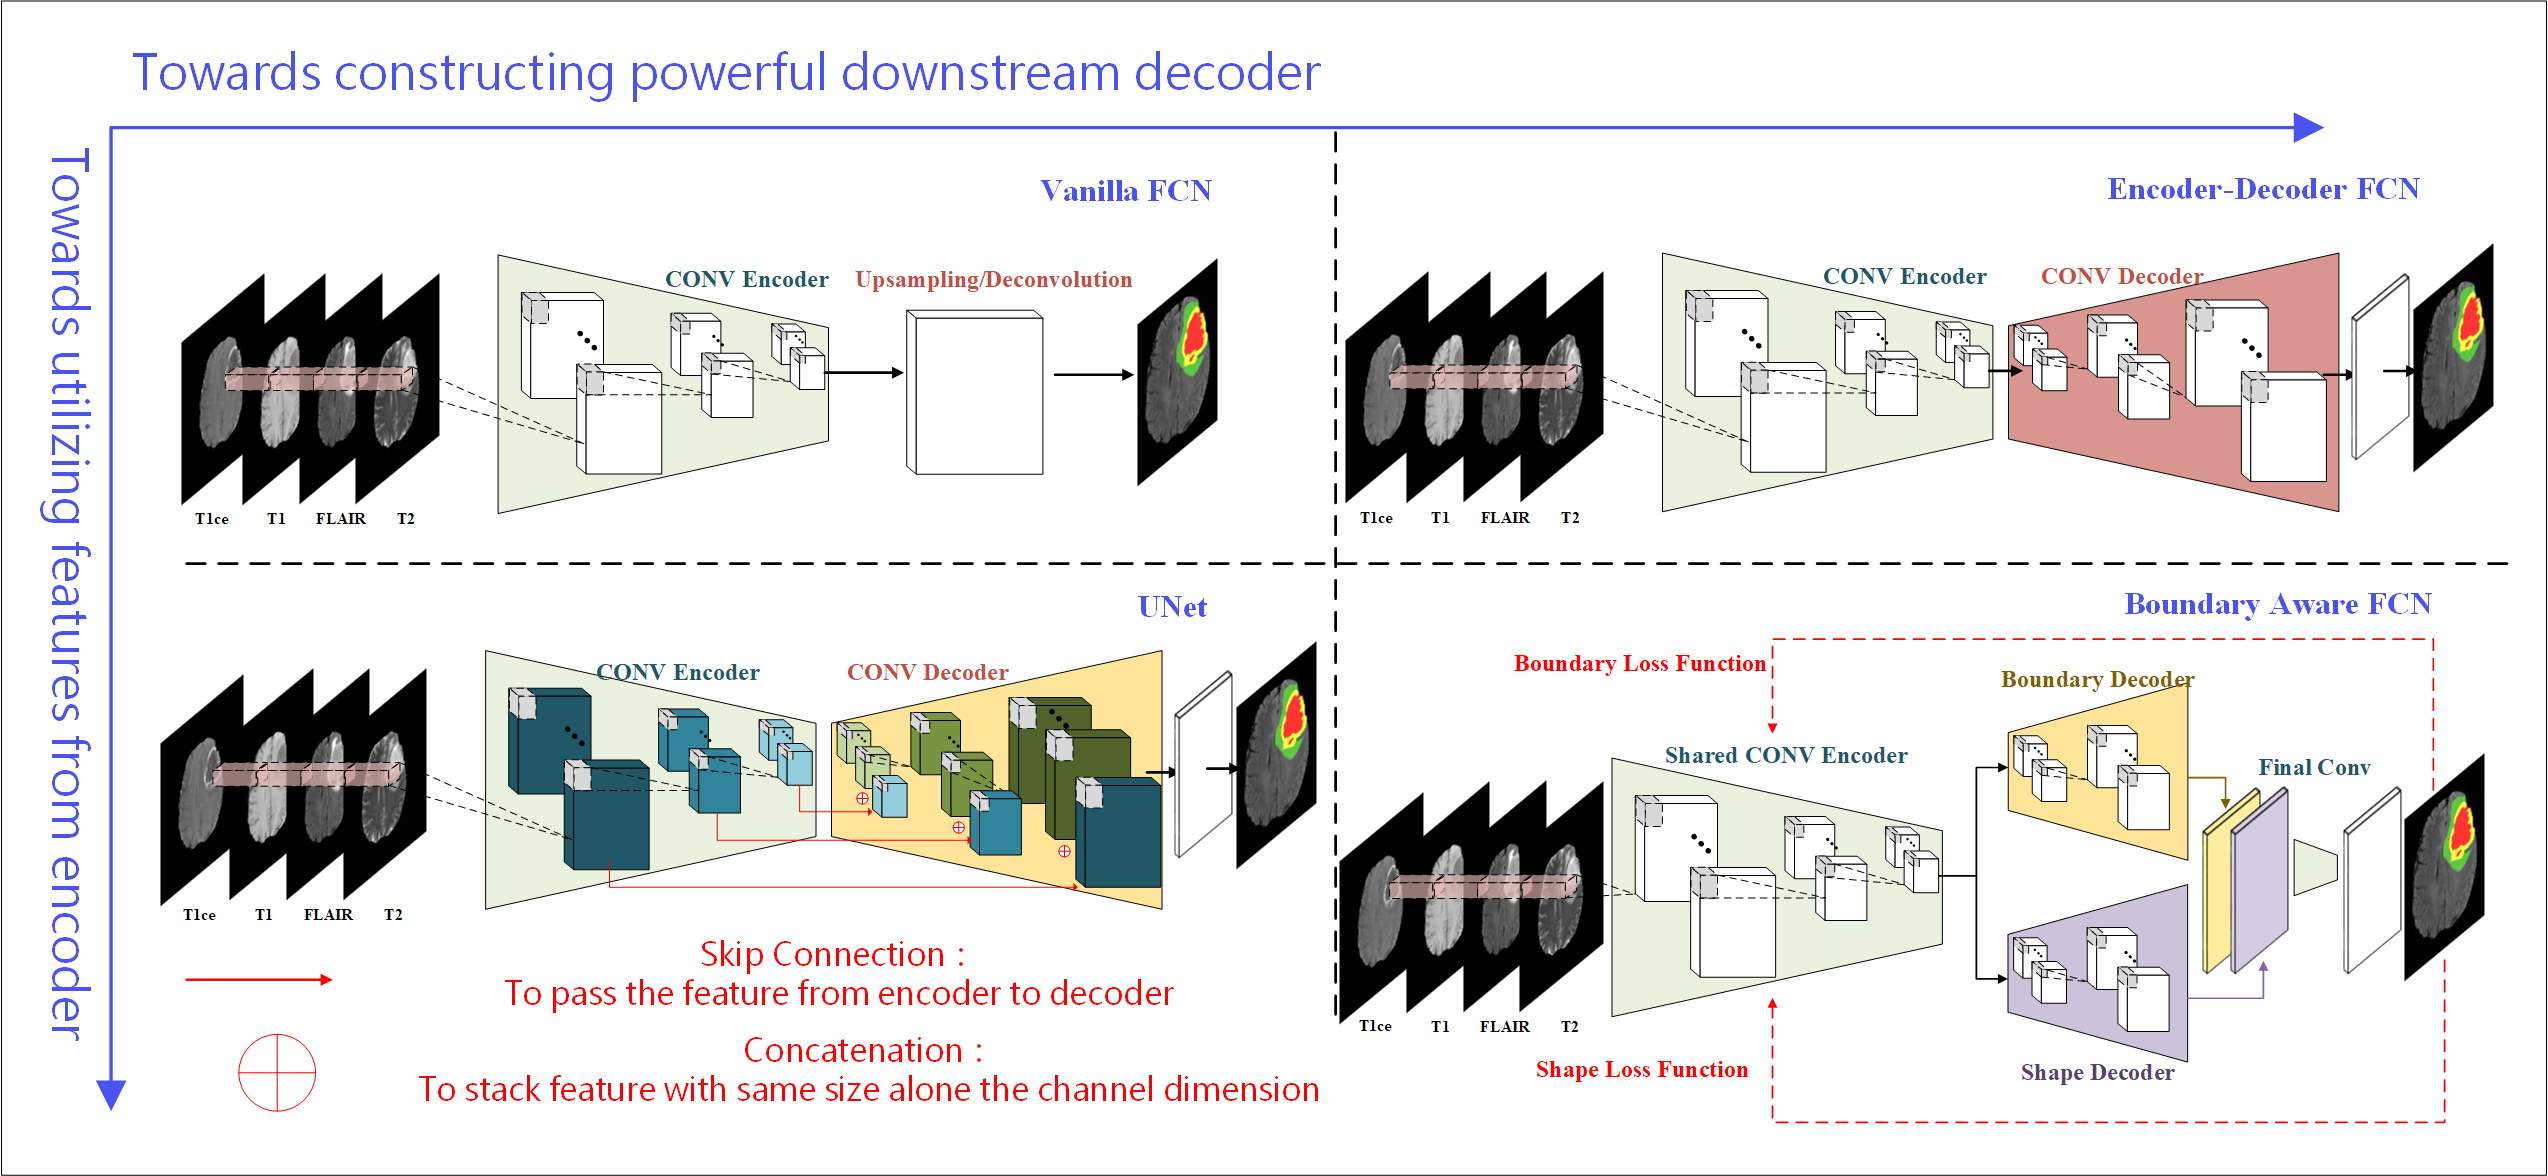 Towards constructing powerful downstream decoder
Towards utilizing features from encoder
Vanilla FCN
CONV Encoder
Upsampling/Deconvolution
T1ce
T1
FLAIR
T2
Encoder-Decoder FCN
CONV Encoder
CONV Decoder
T1ce
T1
FLAIR
T2
UNet
CONV Encoder
CONV Decoder
T1ce
T1
FLAIR
T2
Skip Connection :
To pass the feature from encoder to decoder
Concatenation :
To stack feature with same size alone the channel dimension
Boundary Aware FCN
Boundary Loss Function
Boundary Decoder
Shared CONV Encoder
Final Conv
T1ce
T1
FLAIR
T2
Shape Loss Function
Shape Decoder